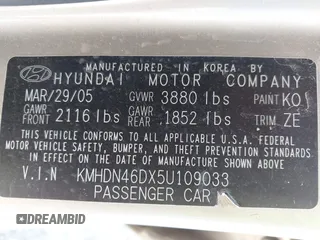 MANUFACTURED IN KOREA BY
HYUNDAI MOTOR COMPANY
MAR/29/05 GVWR 3880 lbs PAINT KO
GAWR FRONT 2116 lbs GAWR REAR 1852 lbs TRIM ZE
THIS VEHICLE CONFORMS TO ALL APPLICABLE U.S.A. FEDERAL
MOTOR VEHICLE SAFETY, BUMPER, AND
THEFT PREVENTION STANDARDS IN EFFECT ON
THE DATE OF MANUFACTURE SHOWN ABOVE.
V.I.N KMHDN46DX5U109033
PASSENGER CAR
DREAMBID